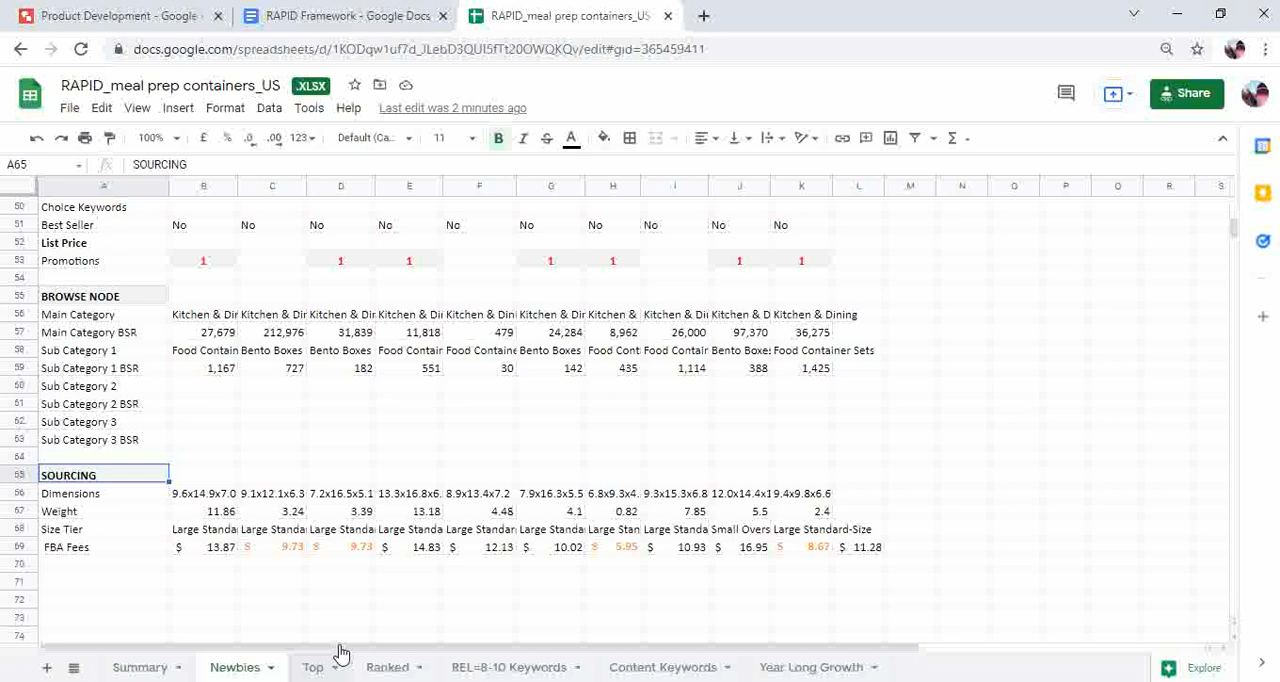 Product Development - Google
RAPID Framework - Google Docs
RAPID_meal prep containers_US
docs.google.com/spreadsheets/d/1KODqw1uf7d_JLebD3QUI5fTt20OWQKQv/edit#gid=365459411
RAPID_meal prep containers_US .XLSX
File Edit View Insert Format Data Tools Help Last edit was 2 minutes ago
Share
100% £ % .0 .00 123 Default (Ca... 11 B I S A Σ
A65 fx SOURCING
A B C D E F G H I J K L M N O P Q R S
50 Choice Keywords
51 Best Seller No No No No No No No No No No
52 List Price
53 Promotions 1 1 1 1 1 1 1
54
55 BROWSE NODE
56 Main Category Kitchen & Dir Kitchen & Dir Kitchen & Dir Kitchen & Dir Kitchen & Dini Kitchen & Dir Kitchen & Kitchen & Dir Kitchen & D Kitchen & Dining
57 Main Category BSR 27,679 212,976 31,839 11,818 479 24,284 8,962 26,000 97,370 36,275
58 Sub Category 1 Food Contain Bento Boxes Bento Boxes Food Contair Food Containe Bento Boxes Food Cont Food Contair Bento Boxe: Food Container Sets
59 Sub Category 1 BSR 1,167 727 182 551 30 142 435 1,114 388 1,425
60 Sub Category 2
61 Sub Category 2 BSR
62 Sub Category 3
63 Sub Category 3 BSR
64
65 SOURCING
66 Dimensions 9.6x14.9x7.0 9.1x12.1x6.3 7.2x16.5x5.1 13.3x16.8x6. 8.9x13.4x7.2 7.9x16.3x5.5 6.8x9.3x4. 9.3x15.3x6.8 12.0x14.4x1 9.4x9.8x6.6
67 Weight 11.86 3.24 3.39 13.18 4.48 4.1 0.82 7.85 5.5 2.4
68 Size Tier Large Standa Large Standa Large Standa Large Standa Large Standar Large Standa Large Stan Large Standa Small Overs Large Standard-Size
69 FBA Fees $ 13.87 $ 9.73 $ 9.73 $ 14.83 $ 12.13 $ 10.02 $ 5.95 $ 10.93 $ 16.95 $ 8.67 $ 11.28
70
71
72
73
74
Summary Newbies Top Ranked REL=8-10 Keywords Content Keywords Year Long Growth Explore